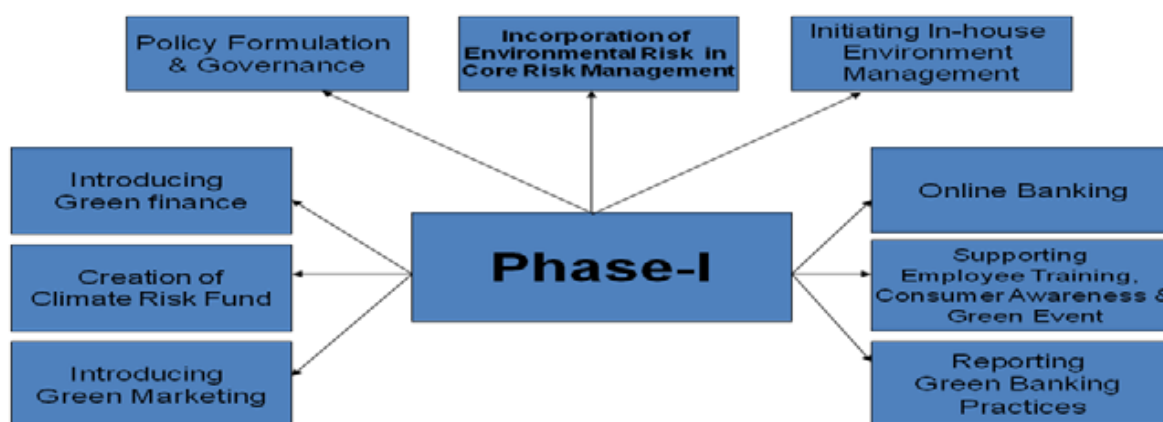 Policy Formulation
& Governance
Incorporation of
Environmental Risk in
Core Risk Management
Initiating In-house
Environment
Management
Introducing
Green finance
Creation of
Climate Risk Fund
Introducing
Green Marketing
Phase-I
Online Banking
Supporting
Employee Training,
Consumer Awareness &
Green Event
Reporting
Green Banking
Practices